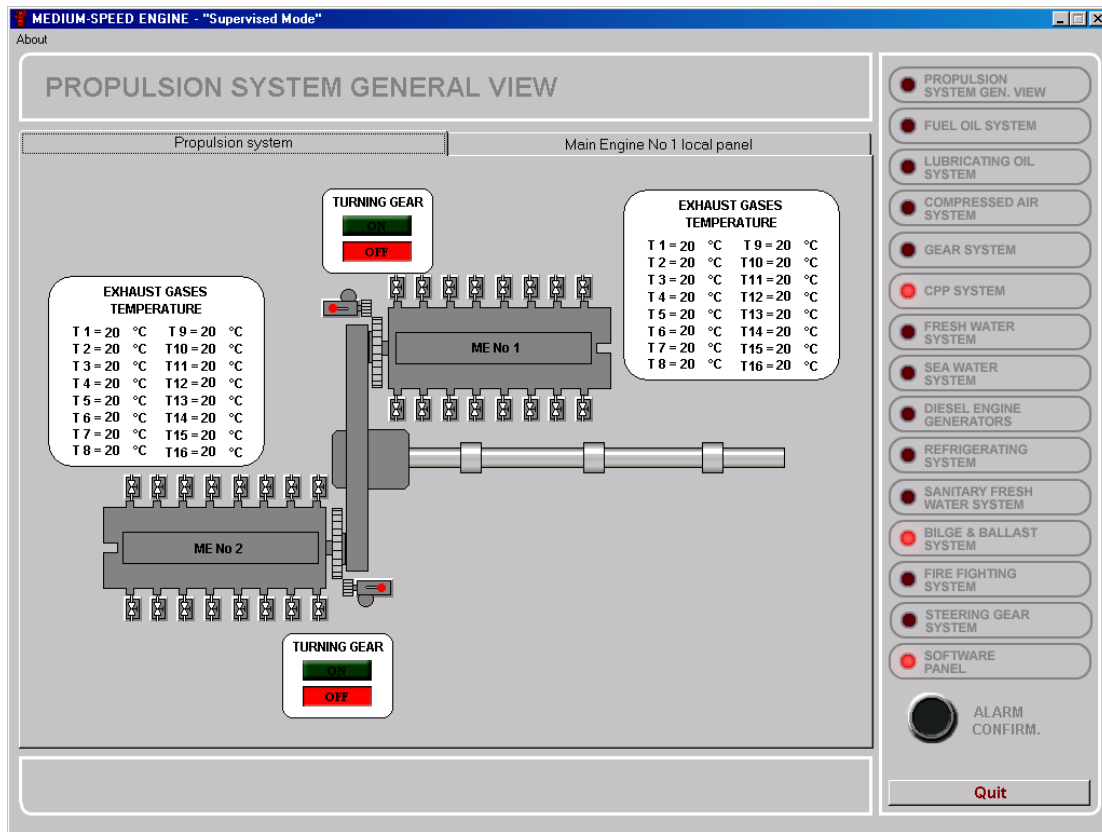 MEDIUM-SPEED ENGINE - "Supervised Mode"
About
PROPULSION SYSTEM GENERAL VIEW
Propulsion system
Main Engine No 1 local panel
TURNING GEAR
ON
OFF
EXHAUST GASES
TEMPERATURE
T 1 = 20 °C T 9 = 20 °C
T 2 = 20 °C T10 = 20 °C
T 3 = 20 °C T11 = 20 °C
T 4 = 20 °C T12 = 20 °C
T 5 = 20 °C T13 = 20 °C
T 6 = 20 °C T14 = 20 °C
T 7 = 20 °C T15 = 20 °C
T 8 = 20 °C T16 = 20 °C
EXHAUST GASES
TEMPERATURE
T 1 = 20 °C T 9 = 20 °C
T 2 = 20 °C T10 = 20 °C
T 3 = 20 °C T11 = 20 °C
T 4 = 20 °C T12 = 20 °C
T 5 = 20 °C T13 = 20 °C
T 6 = 20 °C T14 = 20 °C
T 7 = 20 °C T15 = 20 °C
T 8 = 20 °C T16 = 20 °C
ME No 1
ME No 2
TURNING GEAR
ON
OFF
PROPULSION
SYSTEM GEN. VIEW
FUEL OIL SYSTEM
LUBRICATING OIL
SYSTEM
COMPRESSED AIR
SYSTEM
GEAR SYSTEM
CPP SYSTEM
FRESH WATER
SYSTEM
SEA WATER
SYSTEM
DIESEL ENGINE
GENERATORS
REFRIGERATING
SYSTEM
SANITARY FRESH
WATER SYSTEM
BILGE & BALLAST
SYSTEM
FIRE FIGHTING
SYSTEM
STEERING GEAR
SYSTEM
SOFTWARE
PANEL
ALARM
CONFIRM.
Quit